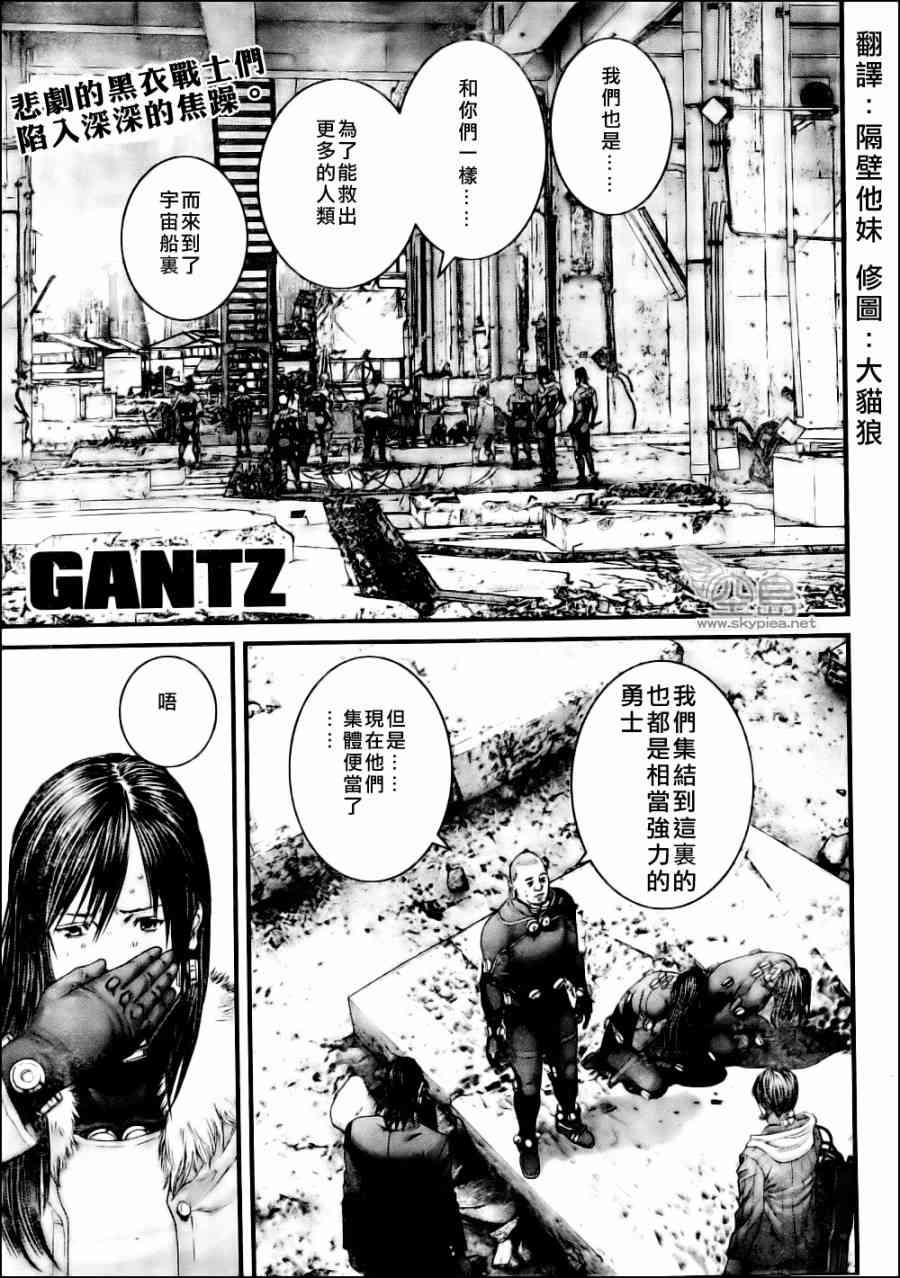 翻譯：隔壁他妹 修圖：大貓狼
我們也是……
和你們一樣……
為了能救出
更多的人類
而來到了
宇宙船裏
悲劇的黑衣戰士們
陷入深深的焦躁。
GANTZ
空島
www.skypiea.net
我們集結到這裏的
也都是相當強力的
勇士
但是……
現在他們
集體便當了
……
唔